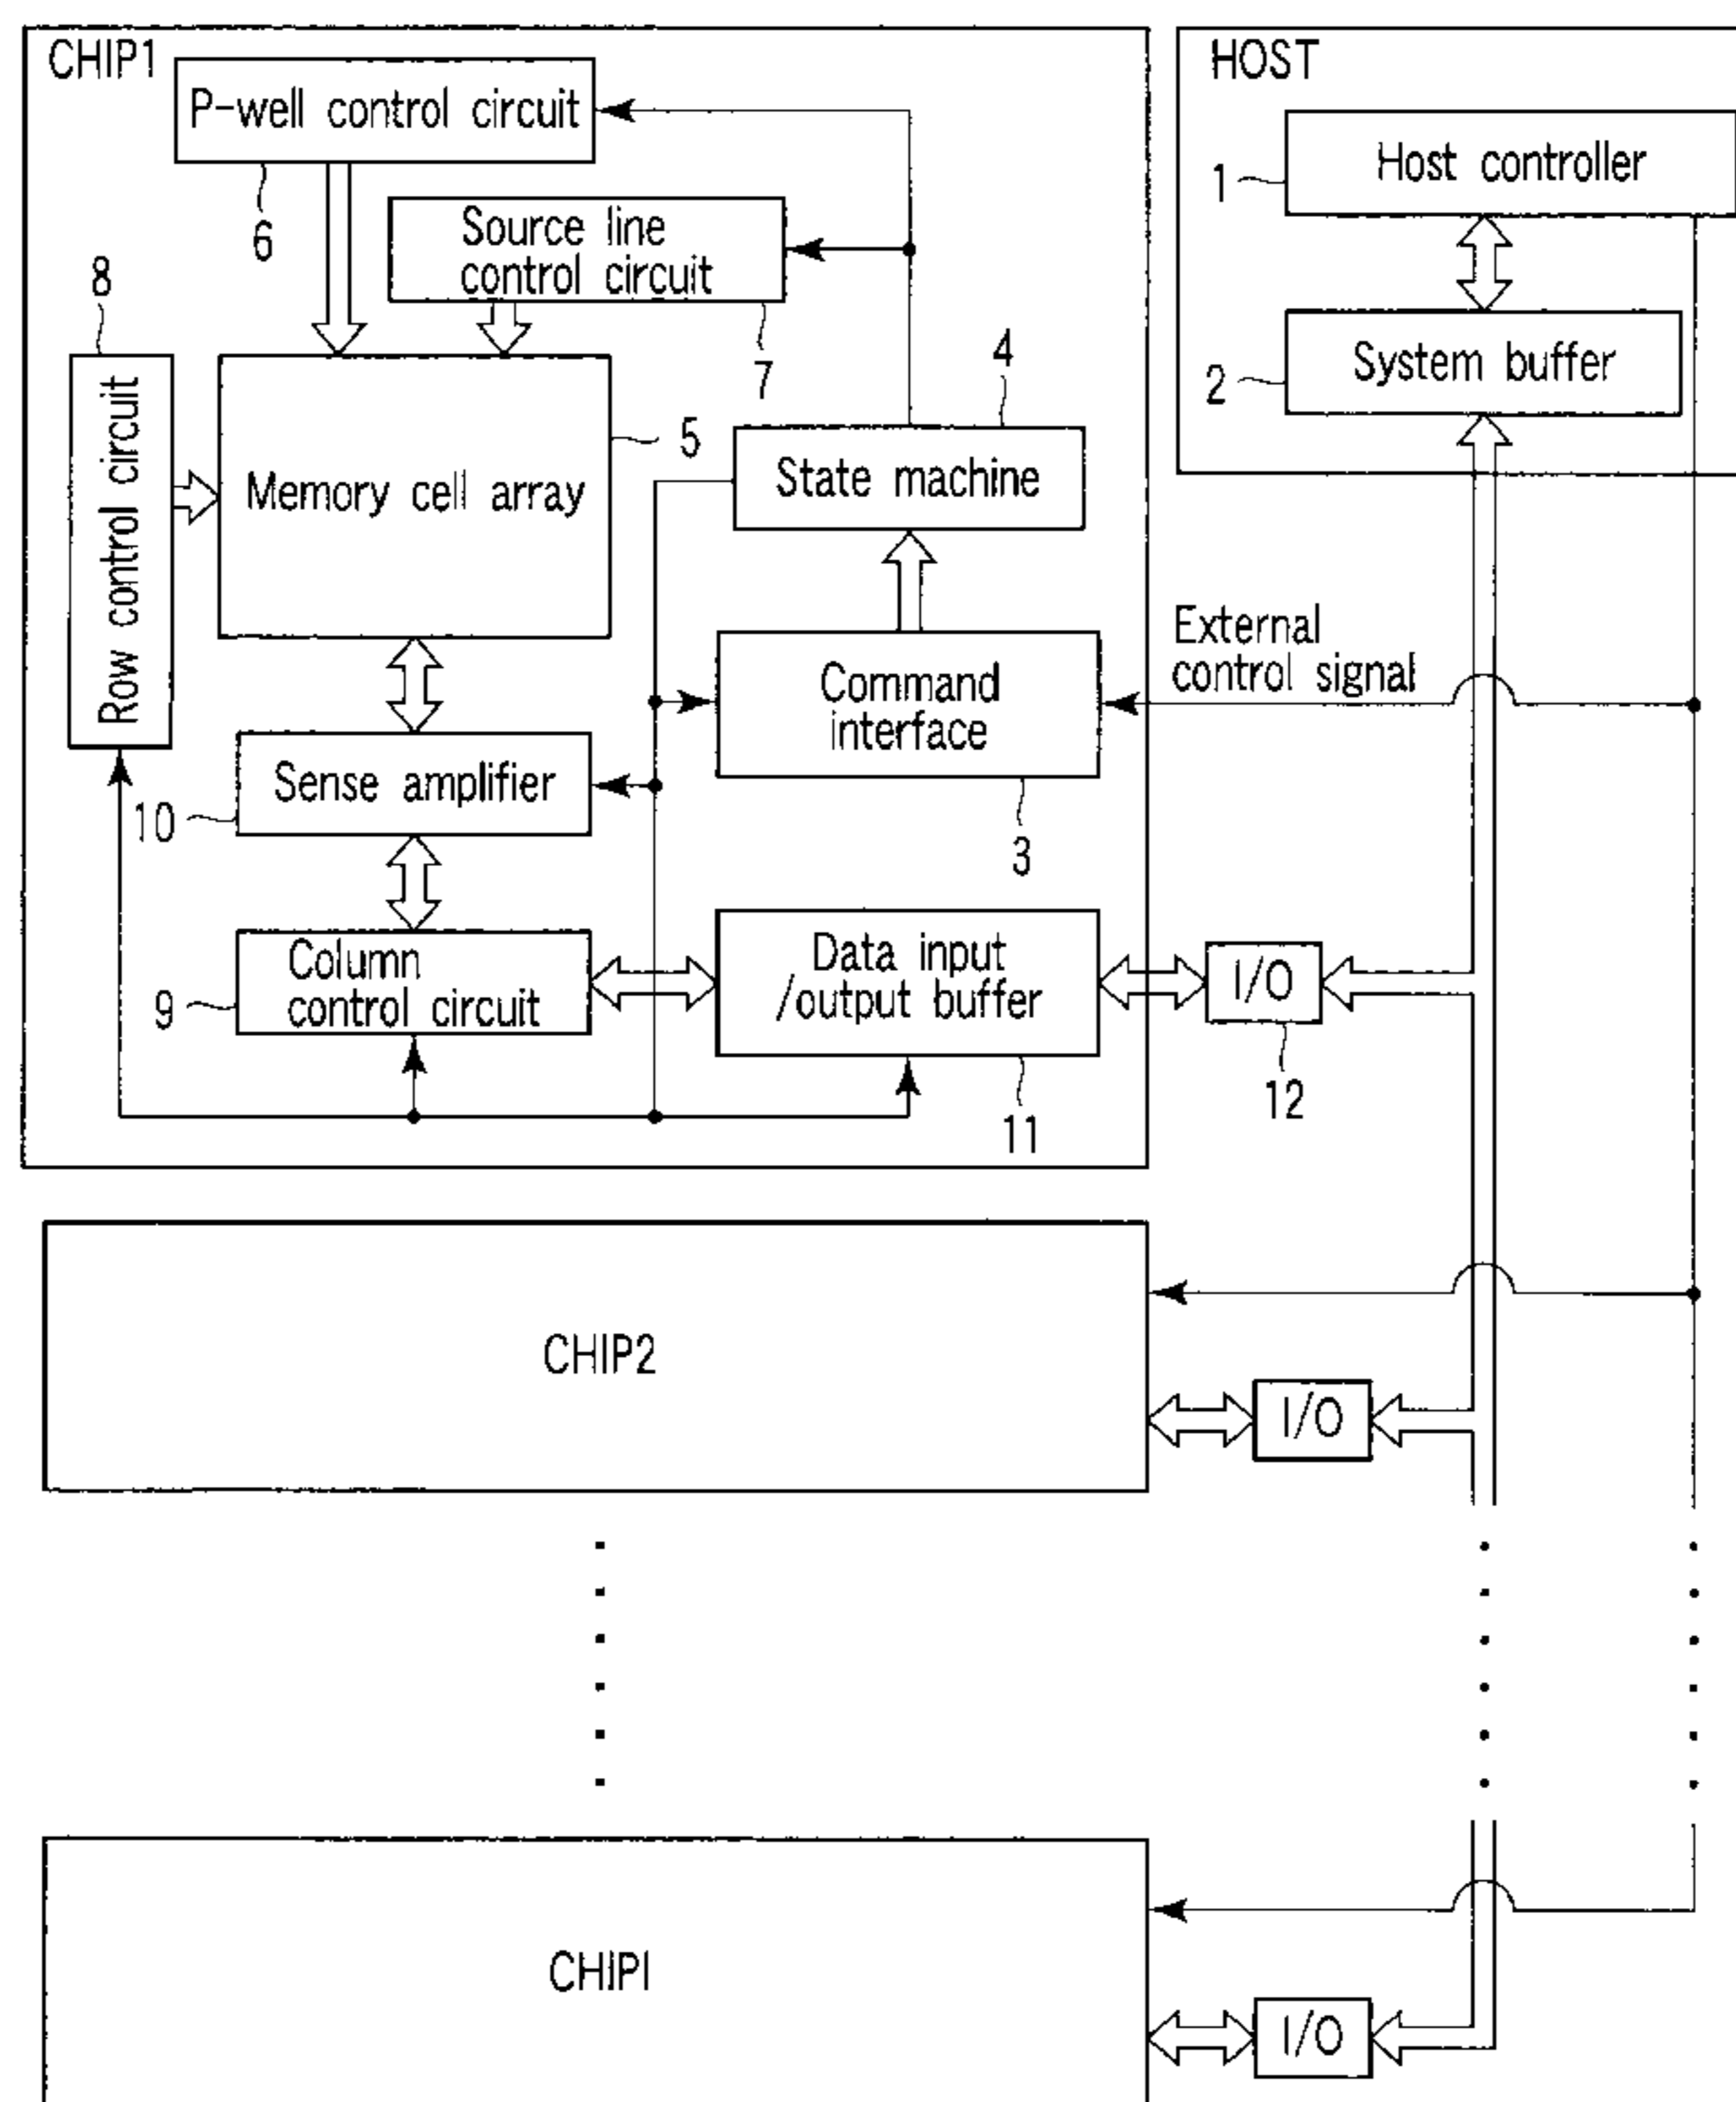 CHIP1
P-well control circuit
6
Source line
control circuit
7
8
Row control circuit
Memory cell array
5
4
State machine
Command
interface
3
External
control signal
Sense amplifier
10
Column
control circuit
9
Data input
/output buffer
11
I/O
12
HOST
Host controller
1
System buffer
2
CHIP2
I/O
CHIPl
I/O